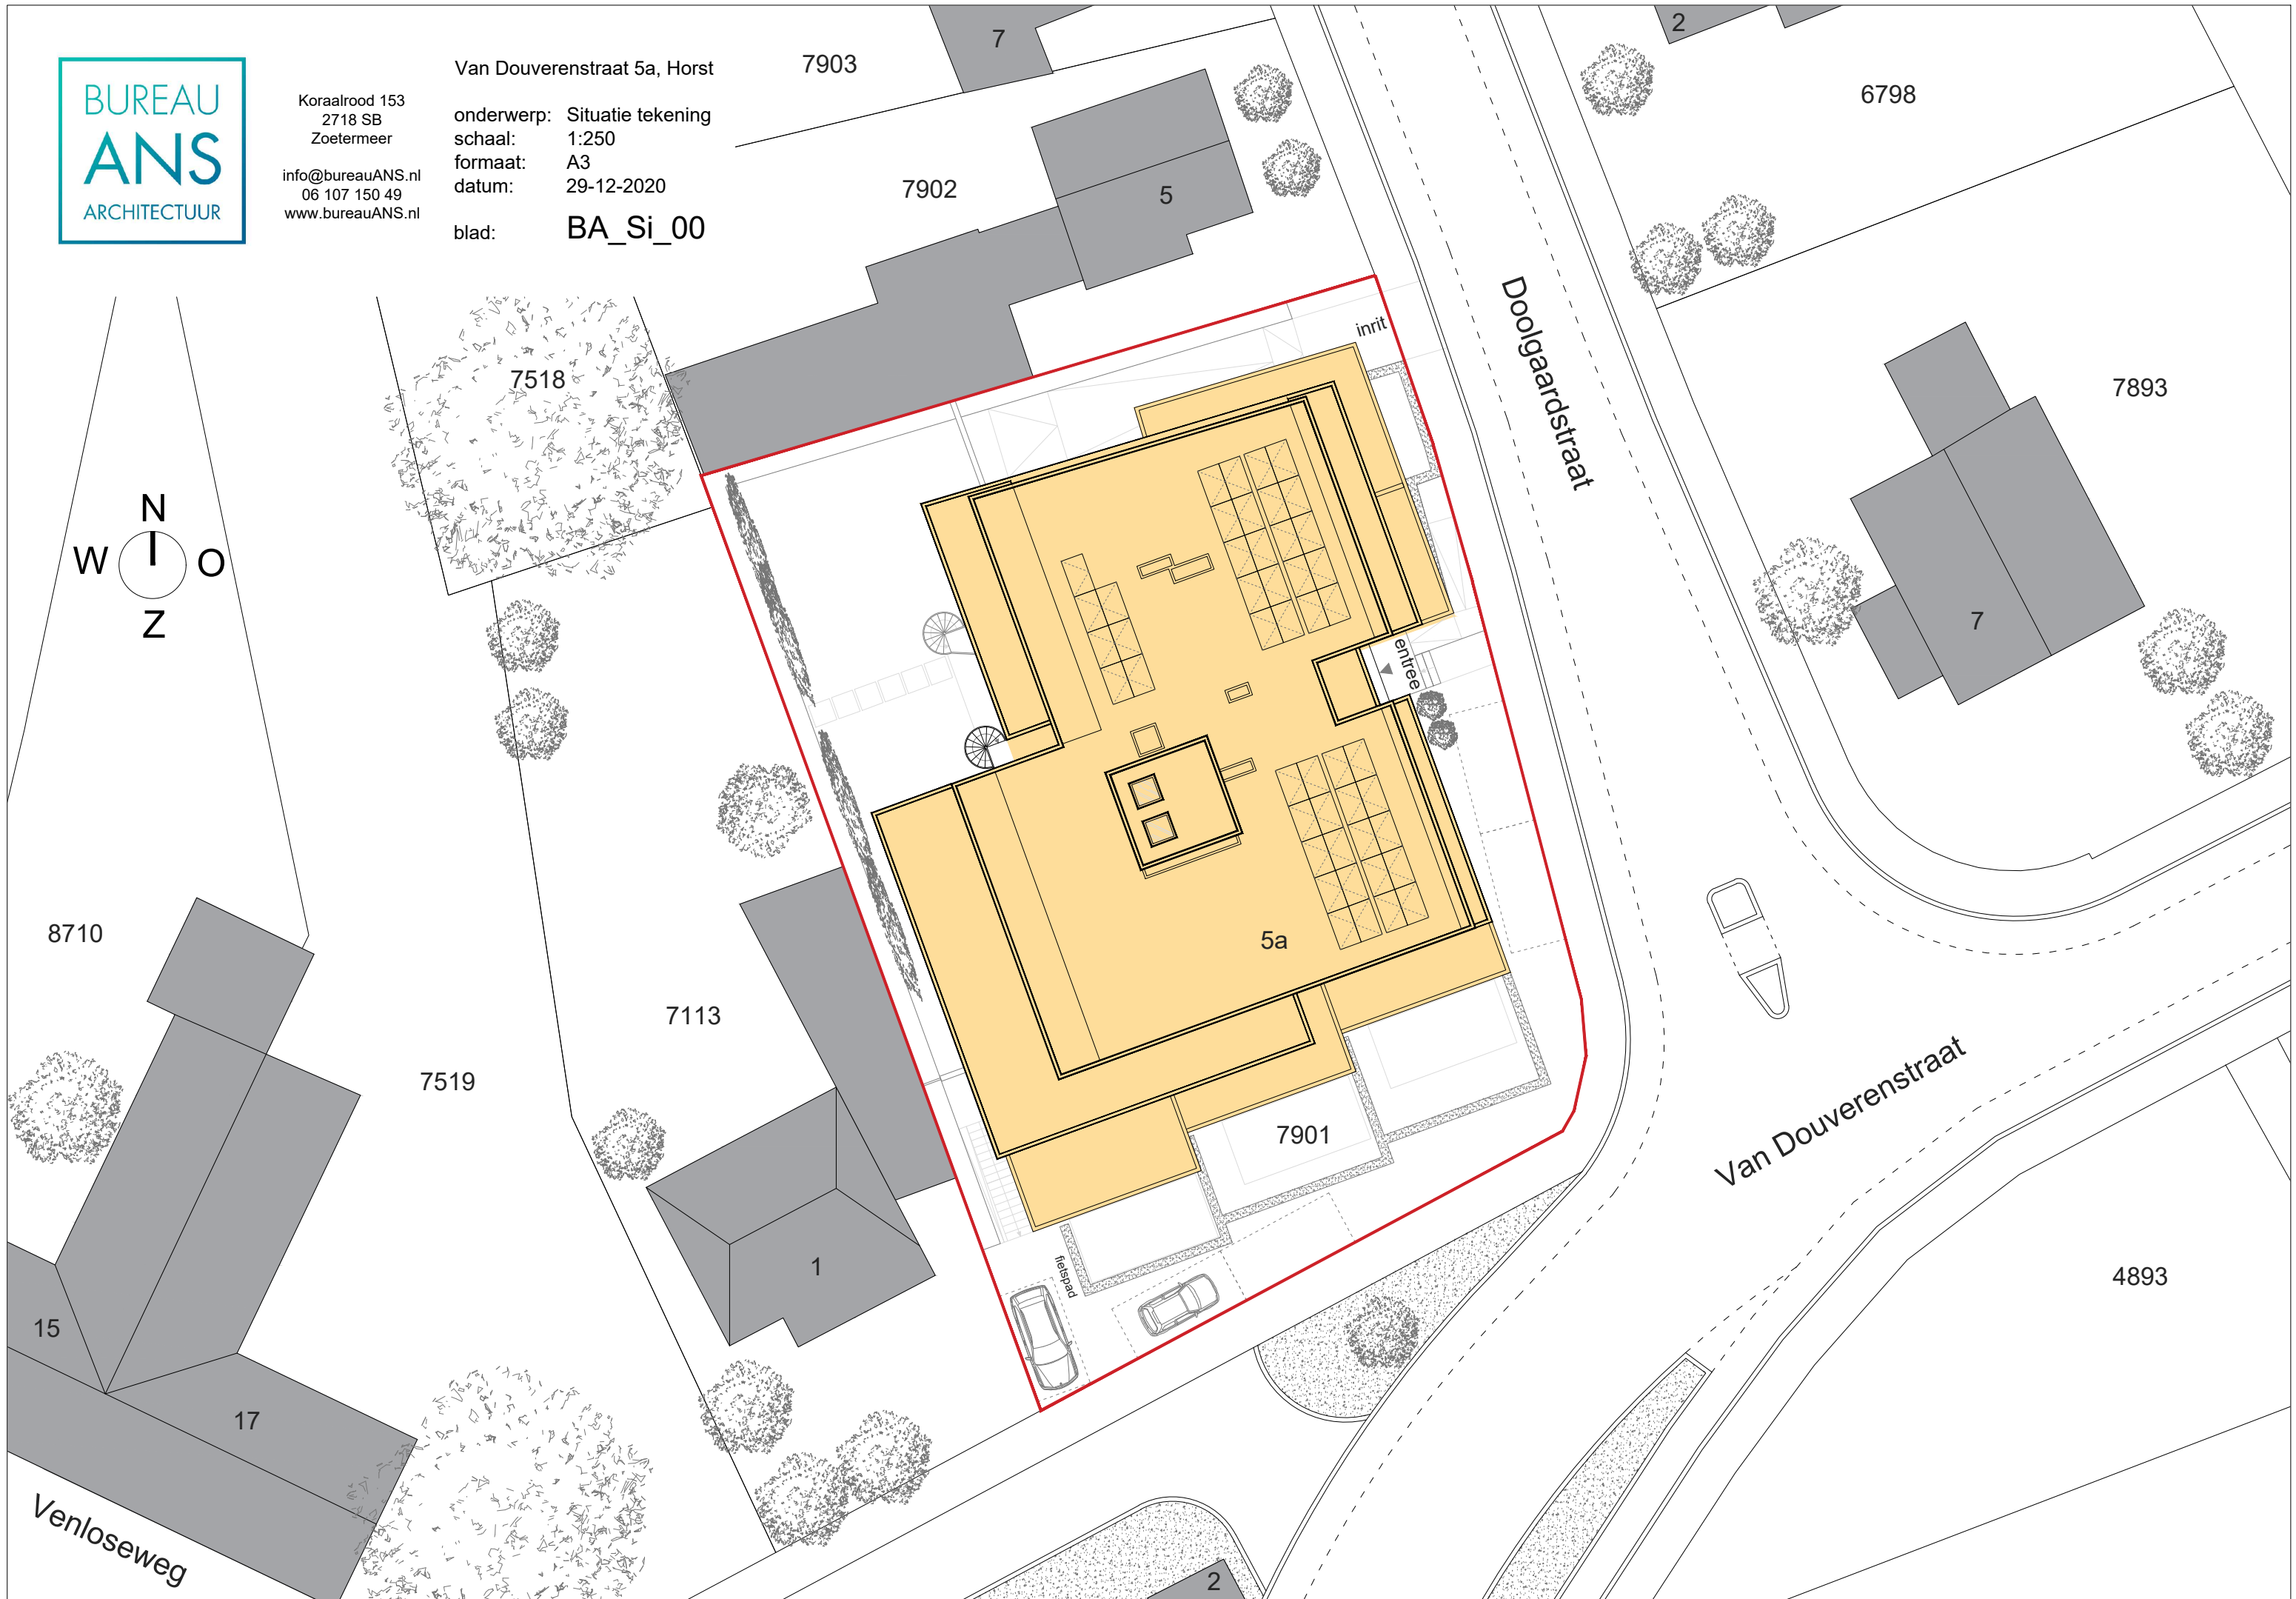 BUREAU
ANS
ARCHITECTUUR
Koraalrood 153
2718 SB
Zoetermeer
info@bureauANS.nl
06 107 150 49
www.bureauANS.nl
Van Douverenstraat 5a, Horst
onderwerp: Situatie tekening
schaal: 1:250
formaat: A3
datum: 29-12-2020
blad: BA_Si_00
7903
7
2
6798
7902
5
inrit
Doolgaardstraat
7518
7893
N
W O
Z
7
entree
8710
5a
7113
7519
7901
Van Douverenstraat
1
fietspad
4893
15
17
Venloseweg
2